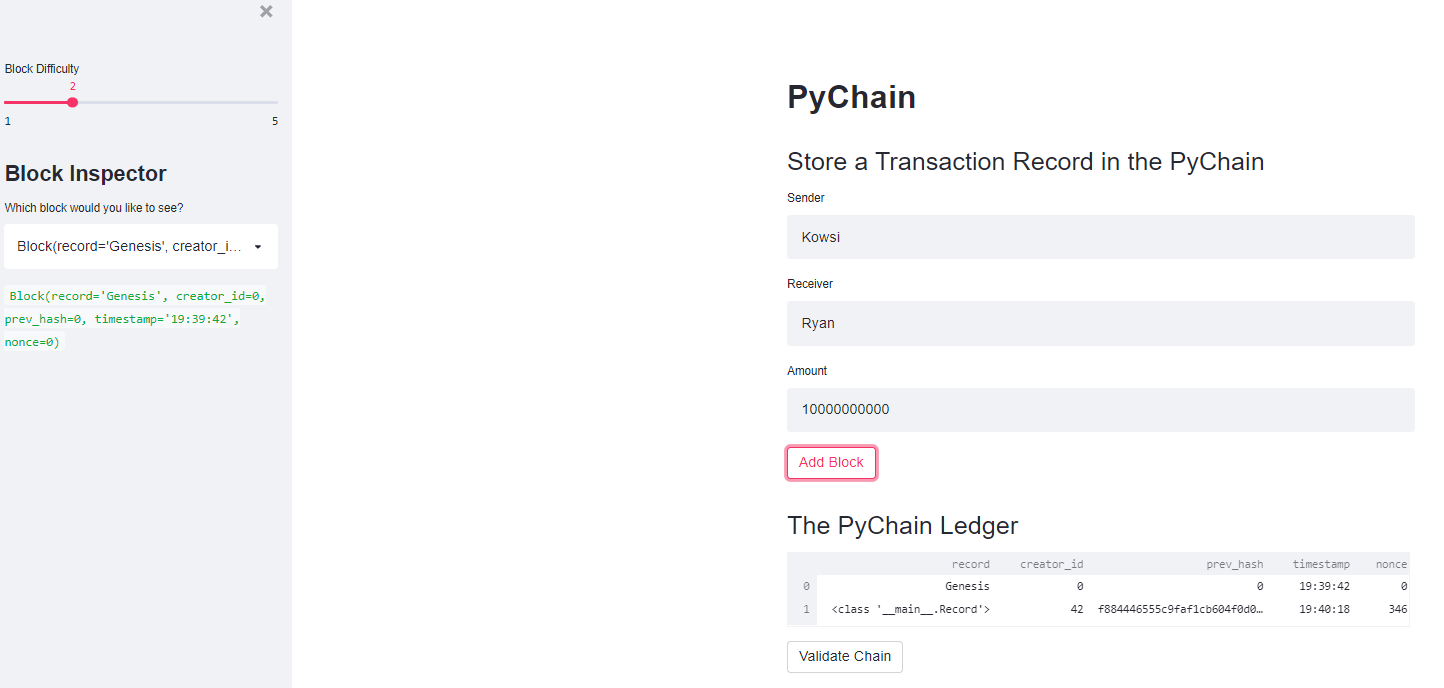 Block Difficulty
2
1 5
Block Inspector
Which block would you like to see?
Block(record='Genesis', creator_i...
Block(record='Genesis', creator_id=0,
prev_hash=0, timestamp='19:39:42',
nonce=0)
PyChain
Store a Transaction Record in the PyChain
Sender
Kowsi
Receiver
Ryan
Amount
10000000000
Add Block
The PyChain Ledger
record creator_id prev_hash timestamp nonce
0 Genesis 0 0 19:39:42 0
1 <class '__main__.Record'> 42 f884446555c9faf1cb604f0d0… 19:40:18 346
Validate Chain